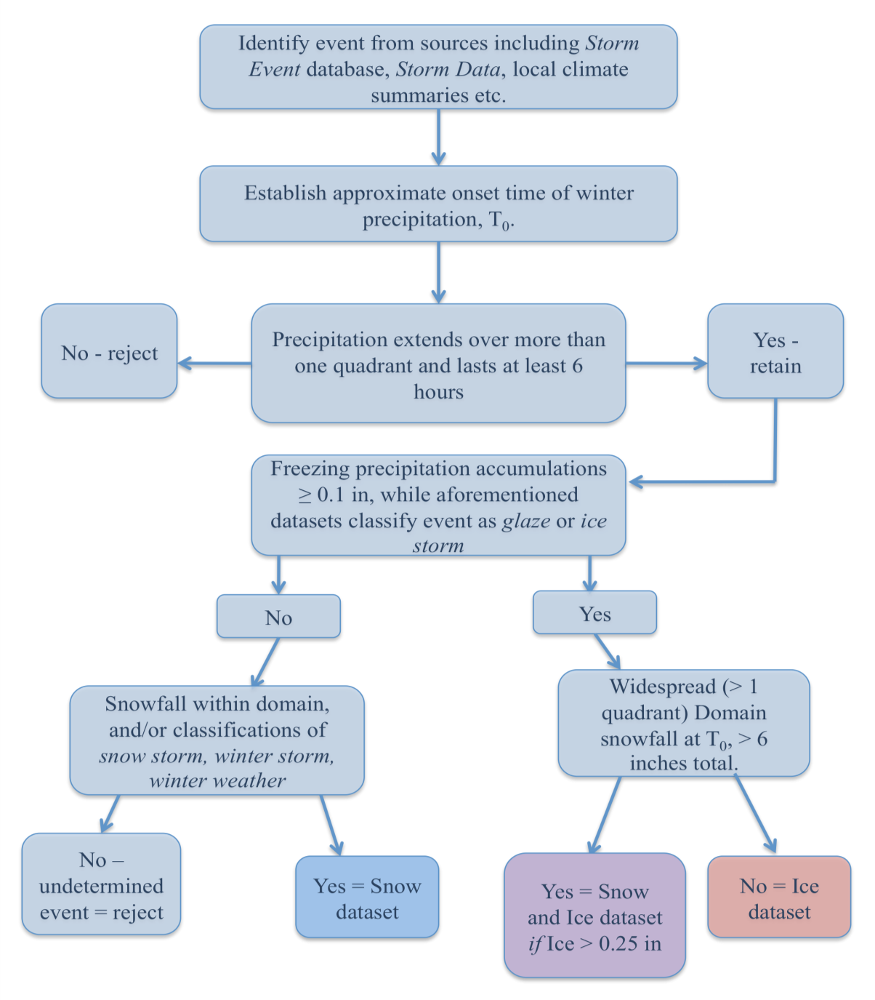 Identify event from sources including Storm
Event database, Storm Data, local climate
summaries etc.
Establish approximate onset time of winter
precipitation, T₀.
No - reject
Precipitation extends over more than
one quadrant and lasts at least 6
hours
Yes -
retain
Freezing precipitation accumulations
≥ 0.1 in, while aforementioned
datasets classify event as glaze or ice
storm
No
Yes
Snowfall within domain,
and/or classifications of
snow storm, winter storm,
winter weather
Widespread (> 1
quadrant) Domain
snowfall at T₀, > 6
inches total.
No –
undetermined
event = reject
Yes = Snow
dataset
Yes = Snow
and Ice dataset
if Ice > 0.25 in
No = Ice
dataset